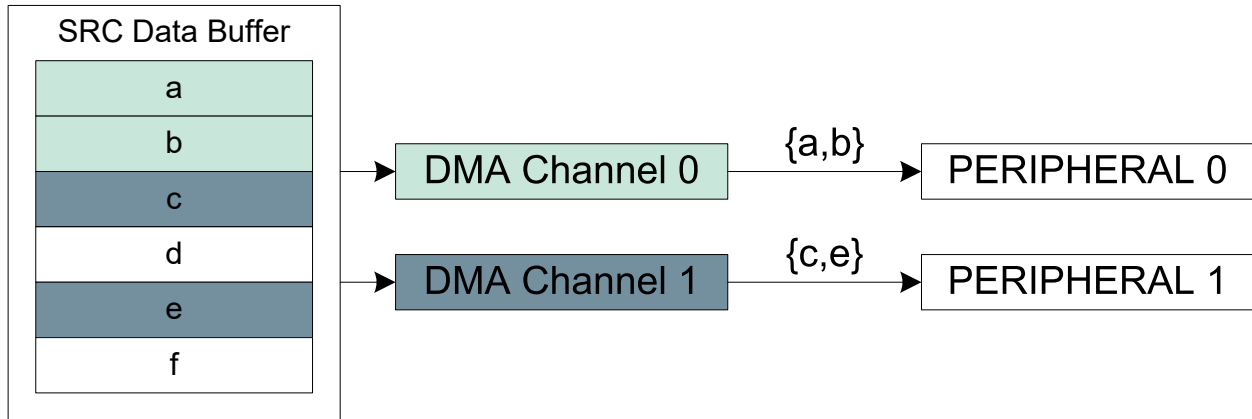 SRC Data Buffer
a
b
c
d
e
f
DMA Channel 0
{a,b}
PERIPHERAL 0
DMA Channel 1
{c,e}
PERIPHERAL 1